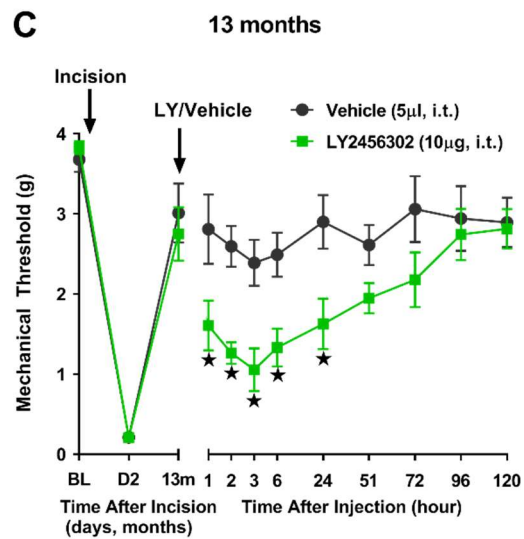 C
13 months
Incision
LY/Vehicle
Vehicle (5μl, i.t.)
LY2456302 (10μg, i.t.)
Mechanical Threshold (g)
4
3
2
1
0
BL D2 13m
1 2 3 6 24 51 72 96 120
Time After Incision
(days, months)
Time After Injection (hour)